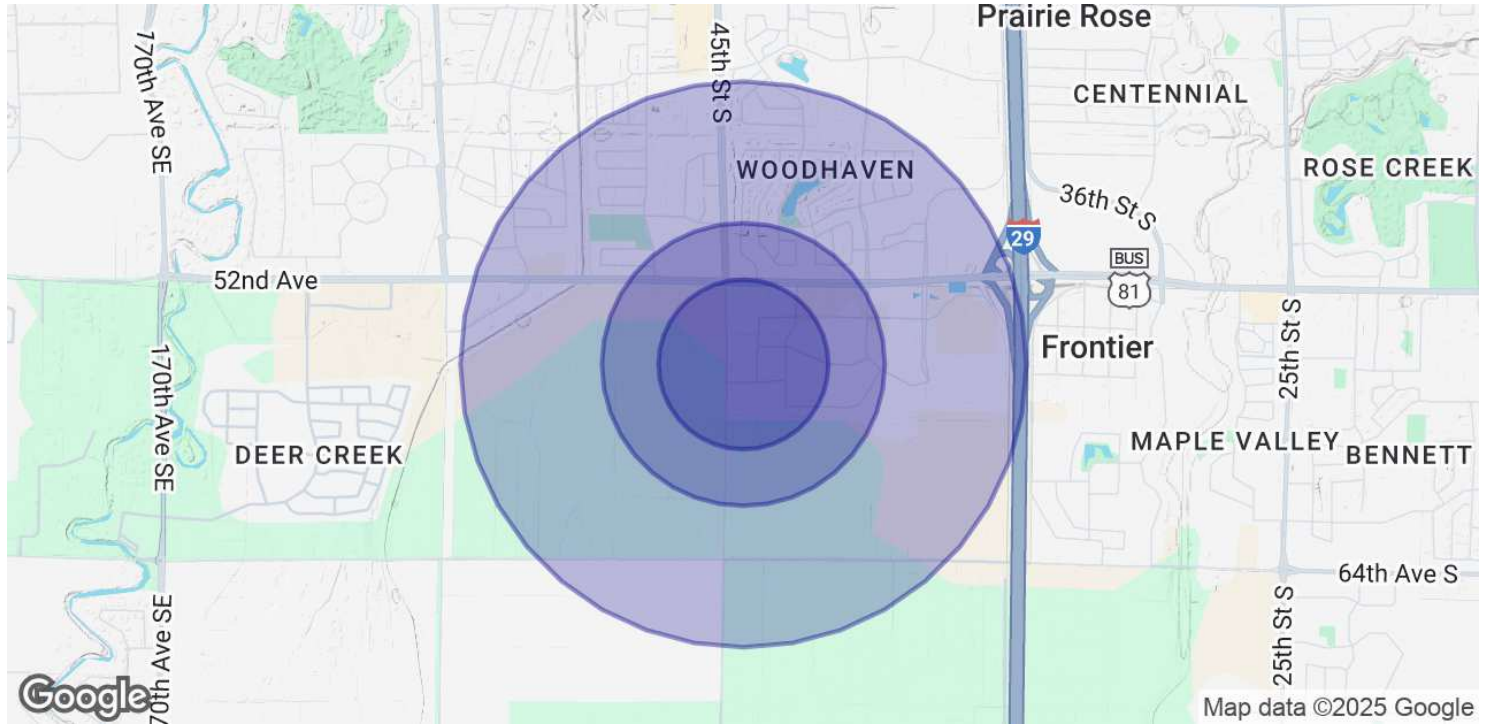 Prairie Rose
170th Ave SE
45th St S
CENTENNIAL
WOODHAVEN
ROSE CREEK
36th St S
29
BUS
81
52nd Ave
Frontier
25th St S
170th Ave SE
DEER CREEK
MAPLE VALLEY
BENNETT
64th Ave S
25th St S
170th Ave SE
Google
Map data ©2025 Google